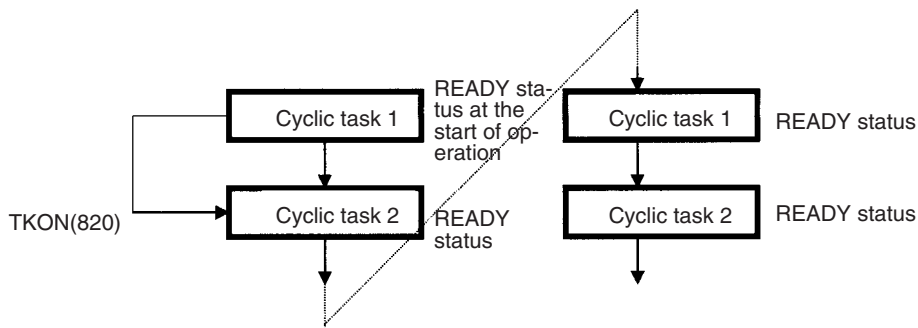 READY sta-
tus at the
start of op-
eration
Cyclic task 1
Cyclic task 2
READY
status
TKON(820)
Cyclic task 1
READY status
Cyclic task 2
READY status